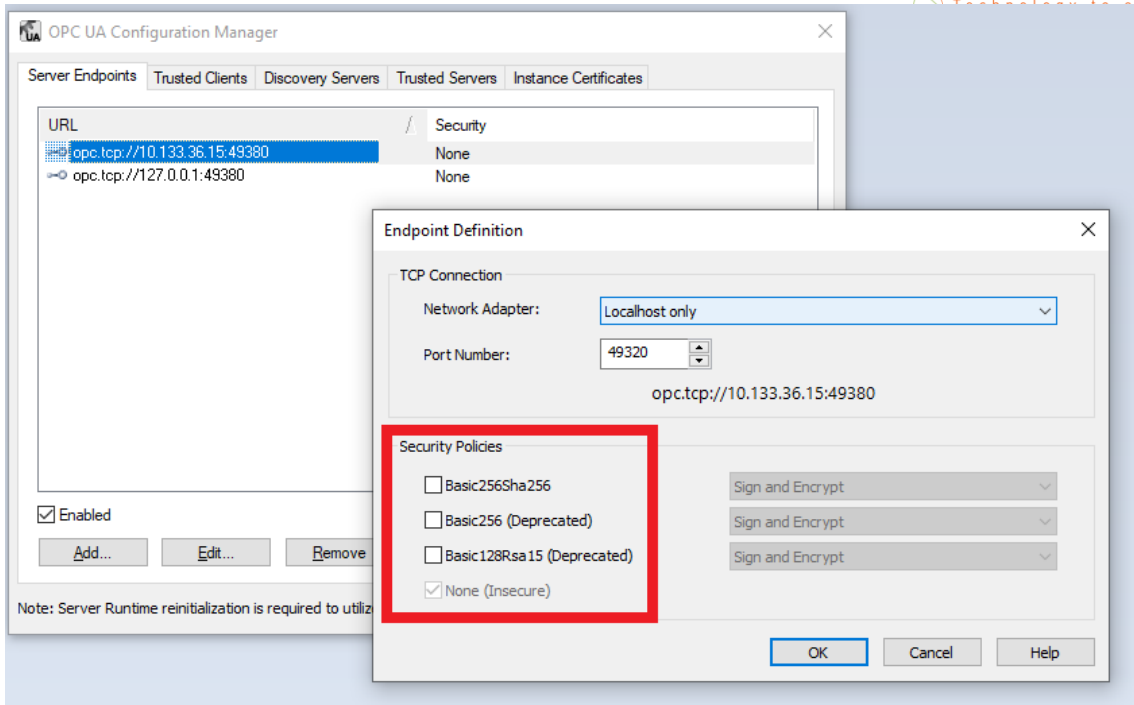 OPC UA Configuration Manager
Server Endpoints Trusted Clients Discovery Servers Trusted Servers Instance Certificates
URL / Security
opc.tcp://10.133.36.15:49380 None
opc.tcp://127.0.0.1:49380 None
Endpoint Definition
TCP Connection
Network Adapter: Localhost only
Port Number: 49320
opc.tcp://10.133.36.15:49380
Security Policies
Basic256Sha256 Sign and Encrypt
Basic256 (Deprecated) Sign and Encrypt
Basic128Rsa15 (Deprecated) Sign and Encrypt
None (Insecure)
Enabled
Add... Edit... Remove
Note: Server Runtime reinitialization is required to utiliz
OK Cancel Help